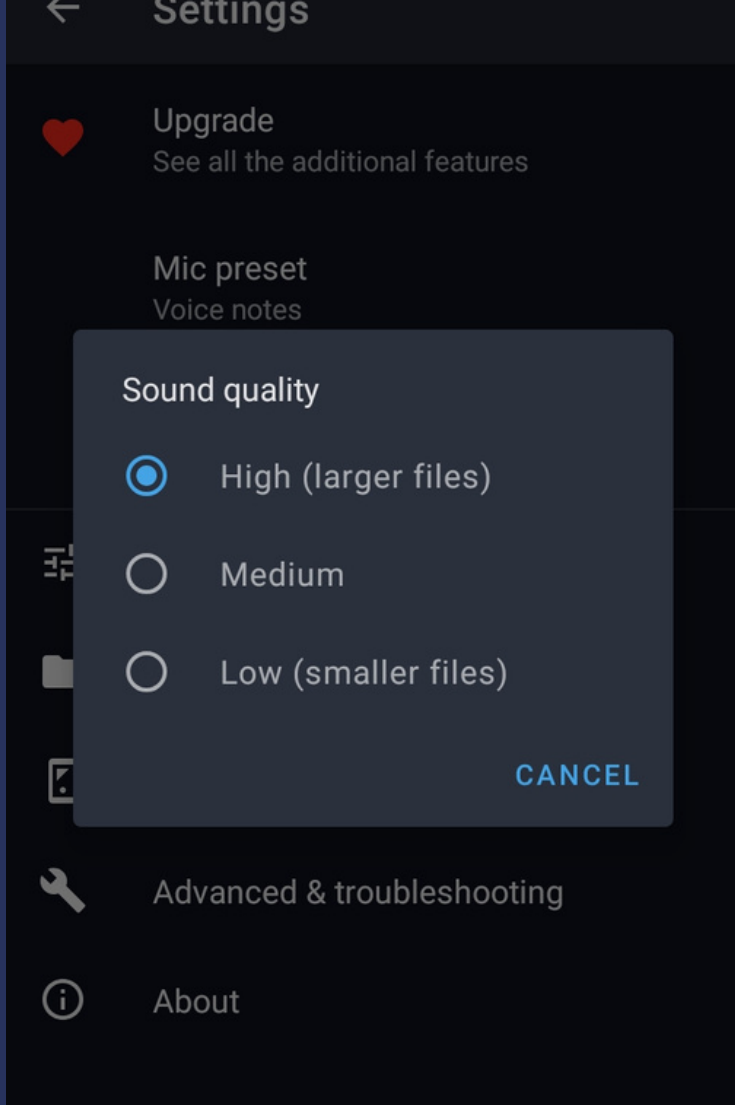 Settings
Upgrade
See all the additional features
Mic preset
Voice notes
Sound quality
High (larger files)
Medium
Low (smaller files)
CANCEL
Advanced & troubleshooting
About